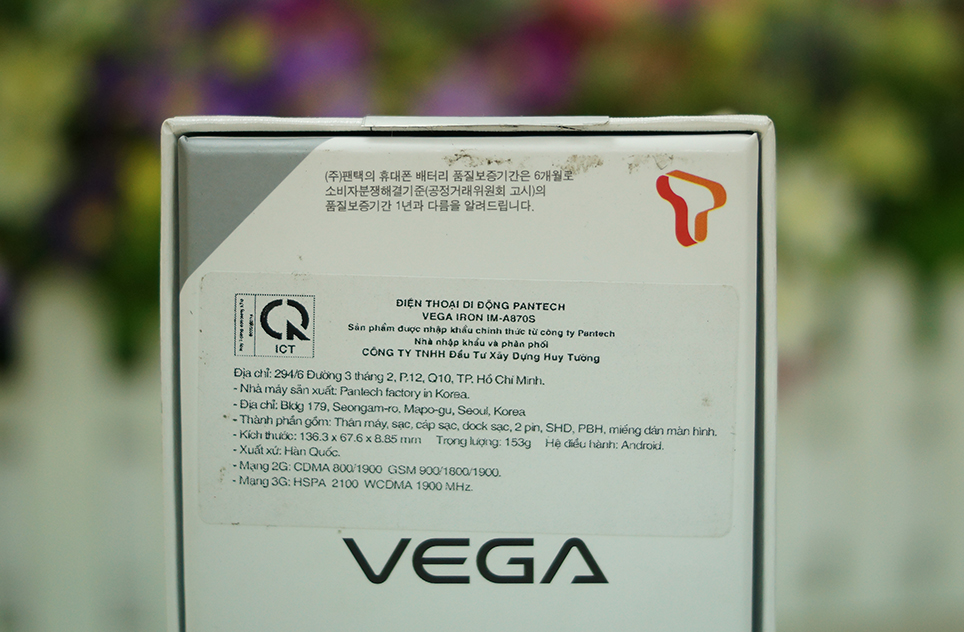 (주)팬택의 휴대폰 배터리 품질보증기간은 6개월로
소비자분쟁해결기준(공정거래위원회 고시)의
품질보증기간 1년과 다름을 알려드립니다.
ICT
ĐIỆN THOẠI DI ĐỘNG PANTECH
VEGA IRON IM-A870S
Sản phẩm được nhập khẩu chính thức từ công ty Pantech
Nhà nhập khẩu và phân phối
CÔNG TY TNHH Đầu Tư Xây Dựng Huy Tường
Địa chỉ: 294/6 Đường 3 tháng 2, P.12, Q10, TP. Hồ Chí Minh.
- Nhà máy sãn xuất: Pantech factory in Korea.
- Địa chỉ: Bldg 179, Seongam-ro, Mapo-gu, Seoul, Korea
- Thành phần gồm: Thân máy, sạc, cáp sạc, dock sạc, 2 pin, SHD, PBH, miếng dán màn hình.
- Kích thước: 136.3 x 67.6 x 8.85 mm Trọng lượng: 153g Hệ điều hành: Android.
- Xuất xứ: Hàn Quốc.
- Mạng 2G: CDMA 800/1900 GSM 900/1800/1900.
- Mạng 3G: HSPA 2100 WCDMA 1900 MHz.
VEGA